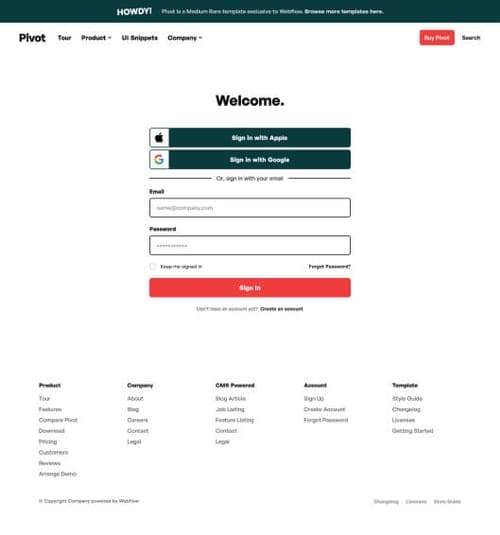 HOWDY! Pivot is a Medium Rare template exclusive to Webflow. Browse more templates here.
Pivot Tour Product UI Snippets Company Buy Pivot Search
Welcome.
Sign in with Apple
Sign in with Google
Or, sign in with your email
Email
name@company.com
Password
Keep me signed in Forgot Password?
Sign In
Don't have an account yet? Create an account
Product Company CMS Powered Account Template
Tour About Blog Article Sign Up Style Guide
Features Blog Job Listing Create Account Changelog
Compare Pivot Careers Feature Listing Forgot Password Licenses
Download Contact Contact Getting Started
Pricing Legal Legal
Customers
Reviews
Arrange Demo
© Copyright Company powered by Webflow Changelog Licenses Style Guide